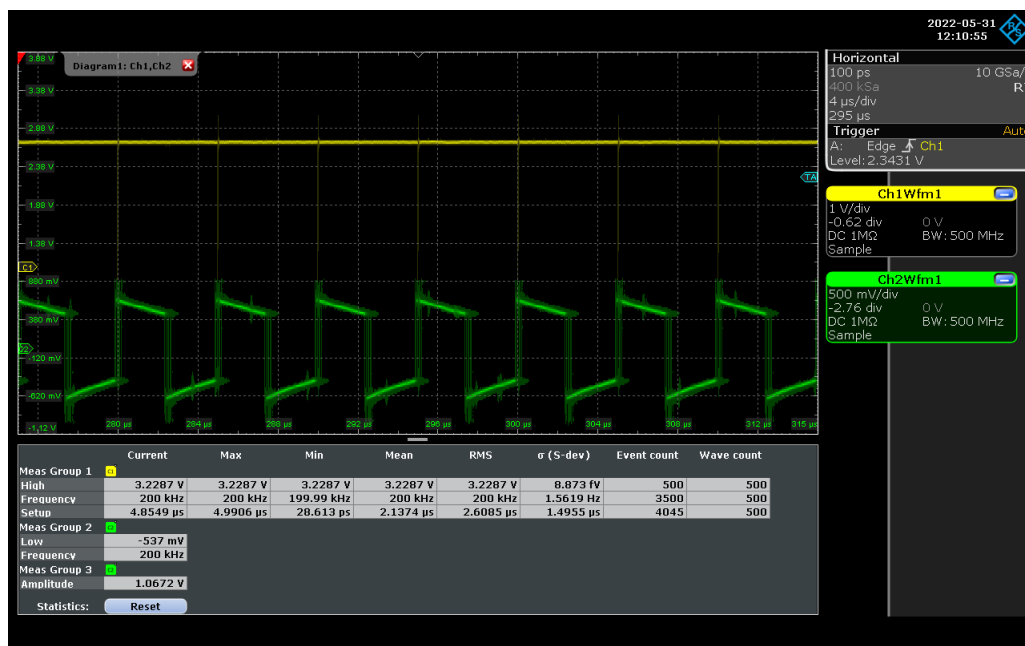 2022-05-31
12:10:55
Diagram1: Ch1,Ch2
3.88 V
3.38 V
2.88 V
2.38 V
1.88 V
1.38 V
880 mV
380 mV
-120 mV
-620 mV
-1.12 V
C1
TA
280 µs
284 µs
288 µs
292 µs
296 µs
300 µs
304 µs
308 µs
312 µs
315 µs
Horizontal
100 ps 10 GSa/
400 kSa R
4 µs/div
295 µs
Trigger Auto
A: Edge Ch1
Level: 2.3431 V
Ch1Wfm1
1 V/div
-0.62 div 0 V
DC 1MΩ BW: 500 MHz
Sample
Ch2Wfm1
500 mV/div
-2.76 div 0 V
DC 1MΩ BW: 500 MHz
Sample
Current Max Min Mean RMS σ (S-dev) Event count Wave count
Meas Group 1 C1
High 3.2287 V 3.2287 V 3.2287 V 3.2287 V 3.2287 V 8.873 fV 500 500
Frequency 200 kHz 200 kHz 199.99 kHz 200 kHz 200 kHz 1.5619 Hz 3500 500
Setup 4.8549 µs 4.9906 µs 28.613 ps 2.1374 µs 2.6085 µs 1.4955 µs 4045 500
Meas Group 2
Low -537 mV
Frequency 200 kHz
Meas Group 3
Amplitude 1.0672 V
Statistics: Reset